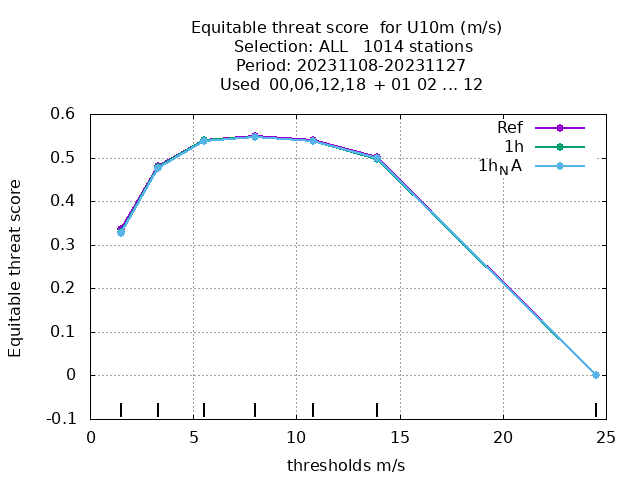 Equitable threat score  for U10m (m/s)
Selection: ALL   1014 stations
Period: 20231108-20231127
Used  00,06,12,18  + 01 02 ... 12
Ref
1h
1h_NA
Equitable threat score
0.6
0.5
0.4
0.3
0.2
0.1
0
-0.1
0 5 10 15 20 25
thresholds m/s